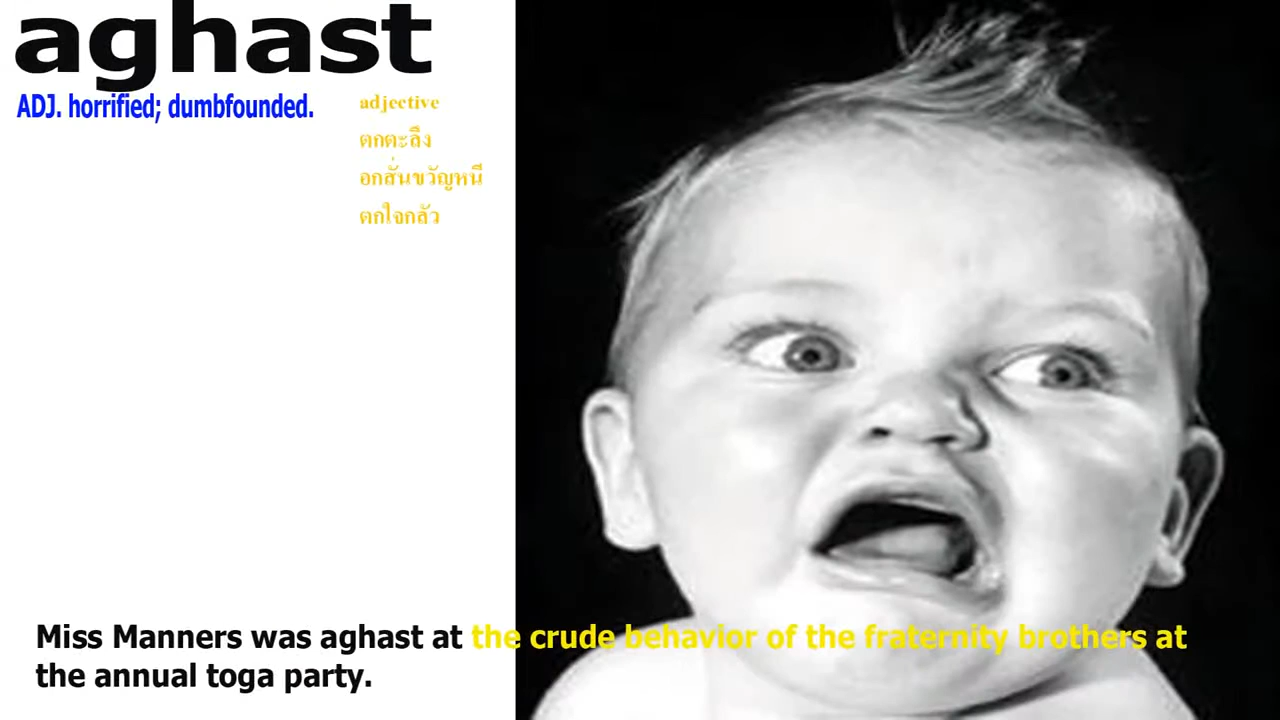 aghast
ADJ. horrified; dumbfounded.
adjective
ตกตะลึง
อกสั่นขวัญหนี
ตกใจกลัว
Miss Manners was aghast at the crude behavior of the fraternity brothers at
the annual toga party.